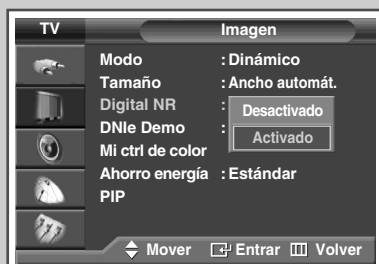 TV Imagen
Modo : Dinámico
Tamaño : Ancho automát.
Digital NR : Desactivado
DNIe Demo : Activado
Mi ctrl de color
Ahorro energía : Estándar
PIP
Mover Entrar Volver